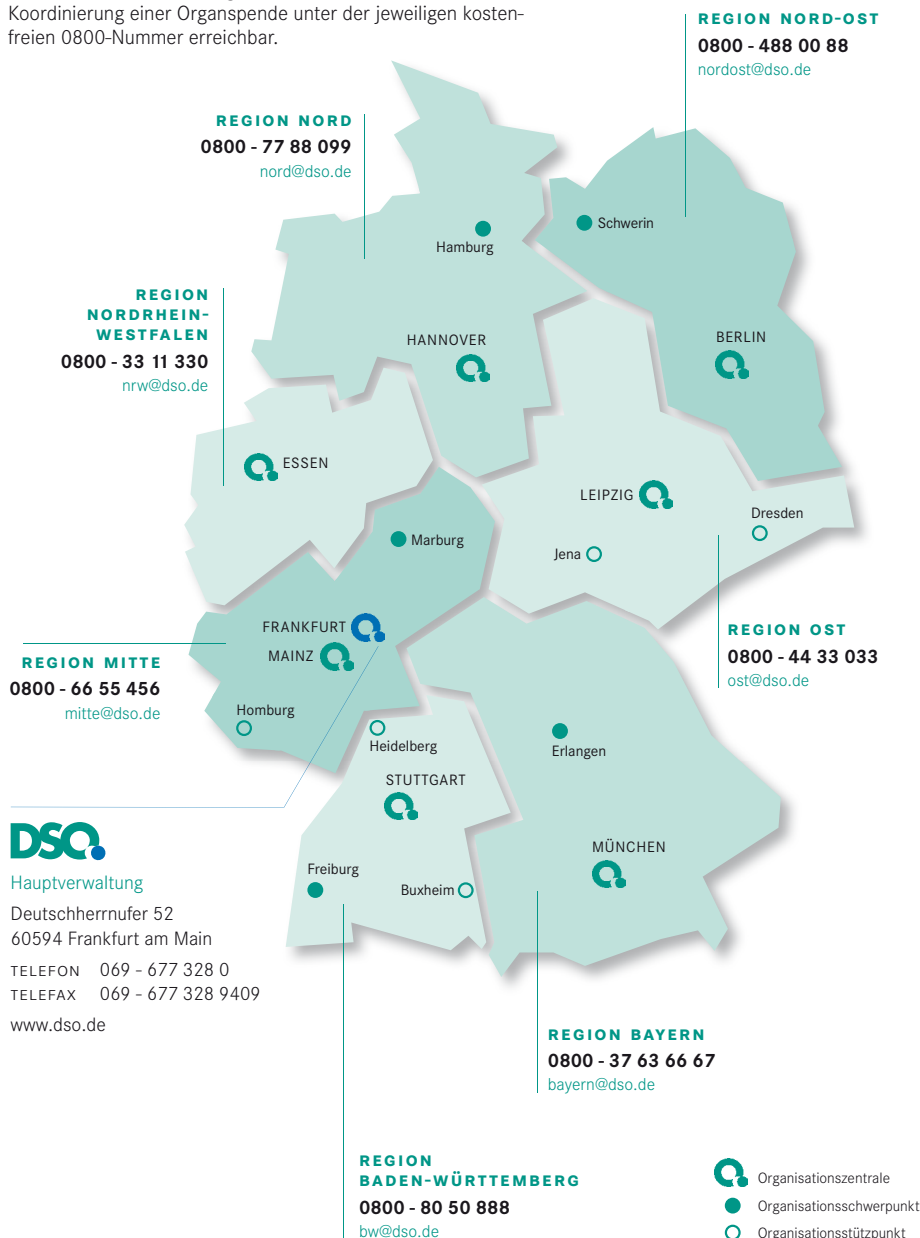 Koordinierung einer Organspende unter der jeweiligen kosten-
freien 0800-Nummer erreichbar.
REGION NORD-OST
0800 - 488 00 88
nordost@dso.de
REGION NORD
0800 - 77 88 099
nord@dso.de
Schwerin
Hamburg
REGION
NORDRHEIN-
WESTFALEN
0800 - 33 11 330
nrw@dso.de
HANNOVER
BERLIN
ESSEN
LEIPZIG
Dresden
Marburg
Jena
FRANKFURT
MAINZ
REGION MITTE
0800 - 66 55 456
mitte@dso.de
REGION OST
0800 - 44 33 033
ost@dso.de
Homburg
Heidelberg
Erlangen
STUTTGART
MÜNCHEN
Freiburg
Buxheim
DSO
Hauptverwaltung
Deutschherrnufer 52
60594 Frankfurt am Main
TELEFON 069 - 677 328 0
TELEFAX 069 - 677 328 9409
www.dso.de
REGION BAYERN
0800 - 37 63 66 67
bayern@dso.de
REGION
BADEN-WÜRTTEMBERG
0800 - 80 50 888
bw@dso.de
Organisationszentrale
Organisationsschwerpunkt
Organisationsstützpunkt